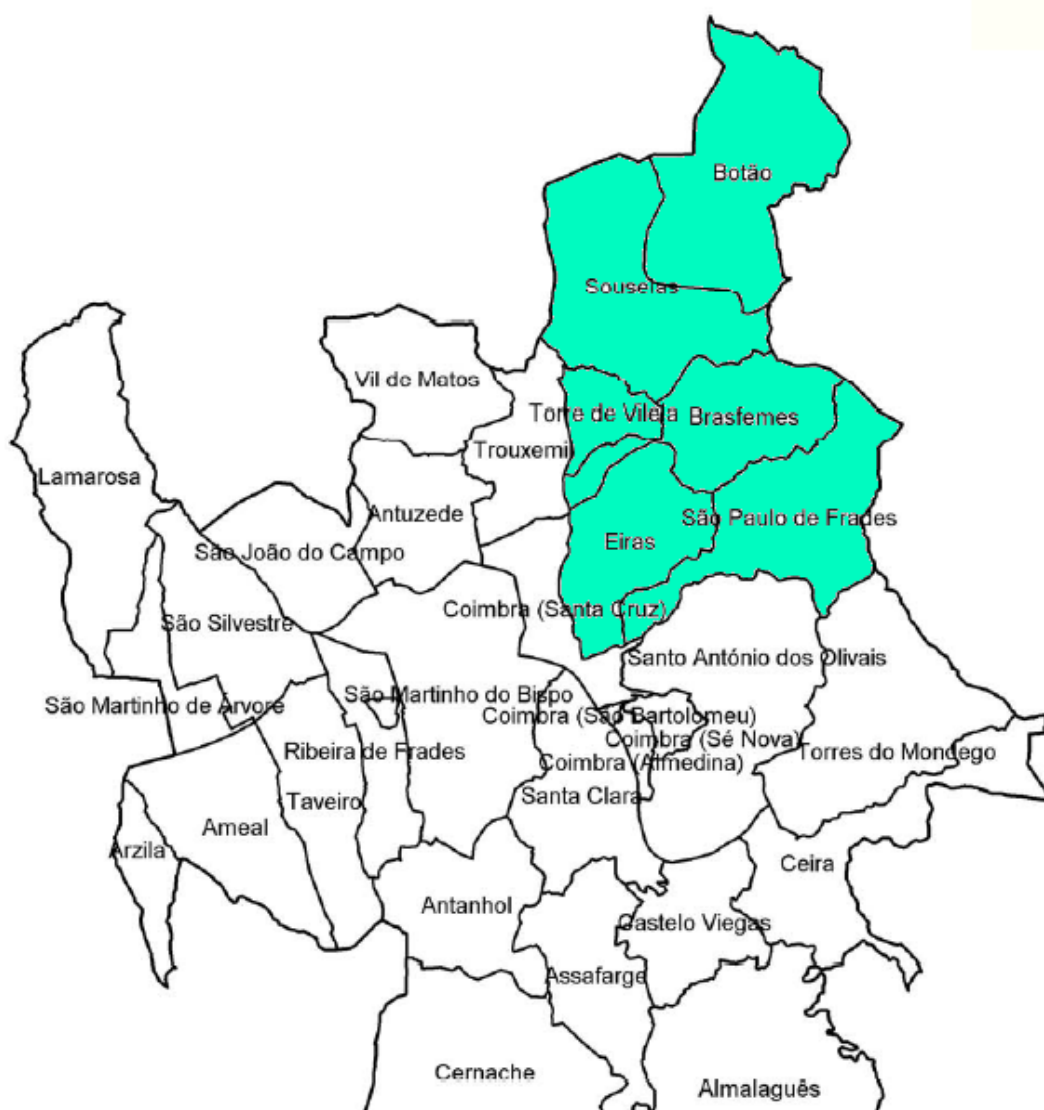 Botão
Souselas
Vil de Matos
Torre de Vilela
Brasfemes
Trouxemil
Lamarosa
Antuzede
São Paulo de Frades
Eiras
São João do Campo
Coimbra (Santa Cruz)
São Silvestre
Santo António dos Olivais
São Martinho do Bispo
São Martinho de Árvore
Coimbra (São Bartolomeu)
Coimbra (Sé Nova)
Ribeira de Frades
Torres do Mondego
Coimbra (Almedina)
Santa Clara
Taveiro
Ameal
Arzila
Ceira
Antanhol
Castelo Viegas
Assafarge
Cernache
Almalaguês